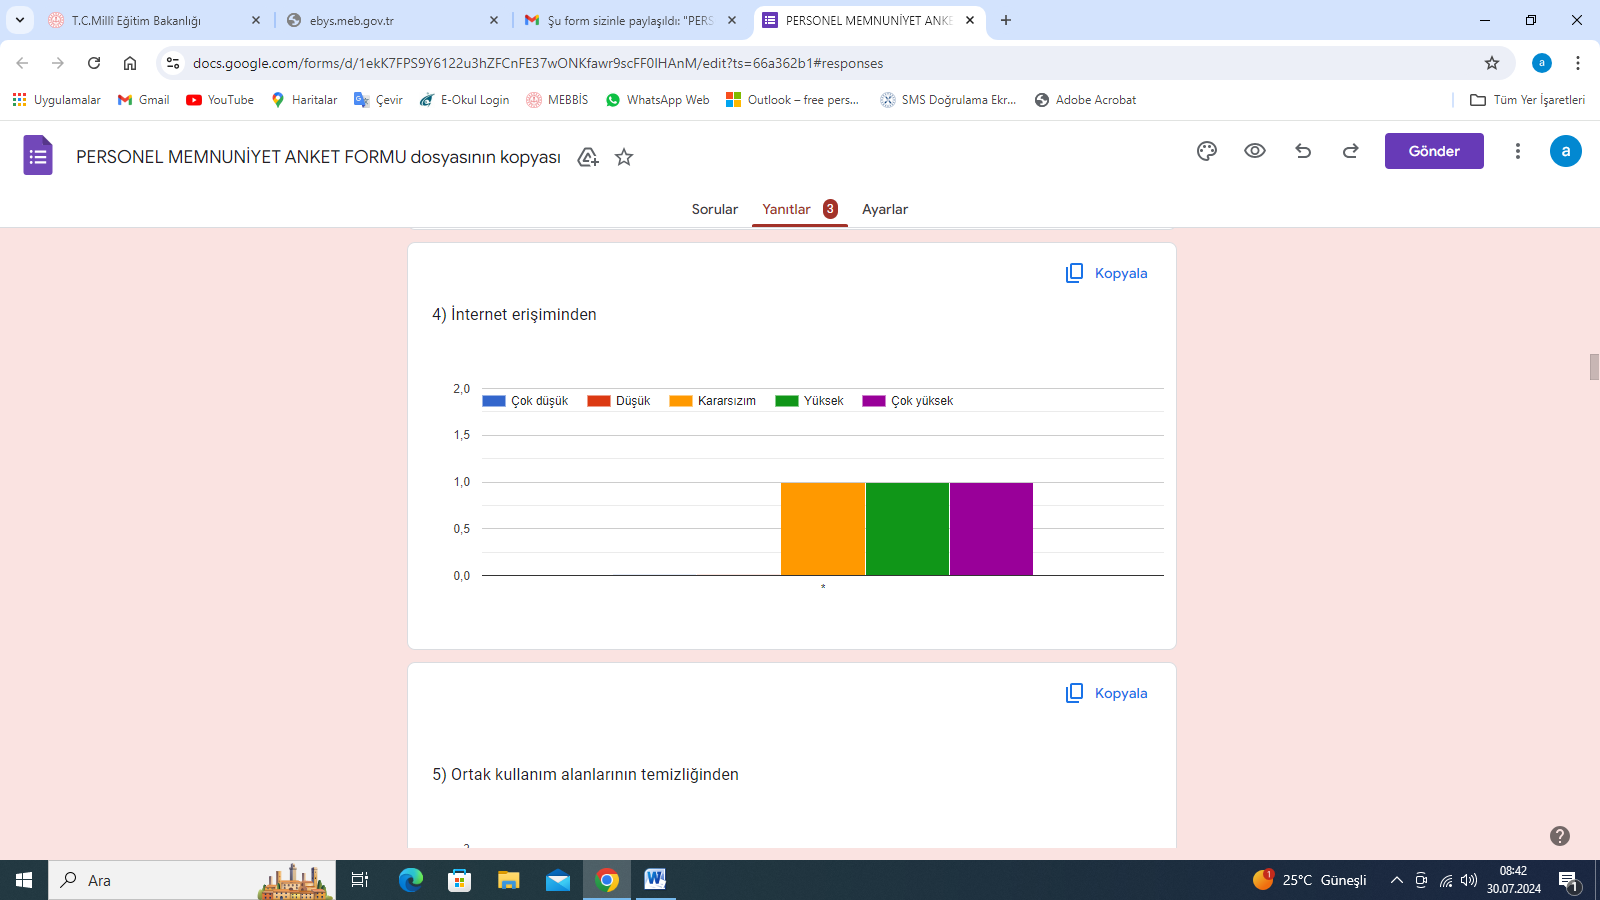 T.C.Millî Eğitim Bakanlığı
ebys.meb.gov.tr
Şu form sizinle paylaşıldı: "PERS
PERSONEL MEMNUNİYET ANKE
docs.google.com/forms/d/1ekK7FPS9Y6122u3hZFCnFE37wONKfawr9scFF0IHAnM/edit?ts=66a362b1#responses
a
Uygulamalar
Gmail
YouTube
Haritalar
Çevir
E-Okul Login
MEBBİS
WhatsApp Web
Outlook – free pers...
SMS Doğrulama Ekr...
Adobe Acrobat
Tüm Yer İşaretleri
PERSONEL MEMNUNİYET ANKET FORMU dosyasının kopyası
Gönder
a
Sorular
Yanıtlar 3
Ayarlar
Kopyala
4) İnternet erişiminden
2,0
Çok düşük
Düşük
Kararsızım
Yüksek
Çok yüksek
1,5
1,0
0,5
0,0
*
Kopyala
5) Ortak kullanım alanlarının temizliğinden
Ara
1
25°C Güneşli
08:42
30.07.2024
1